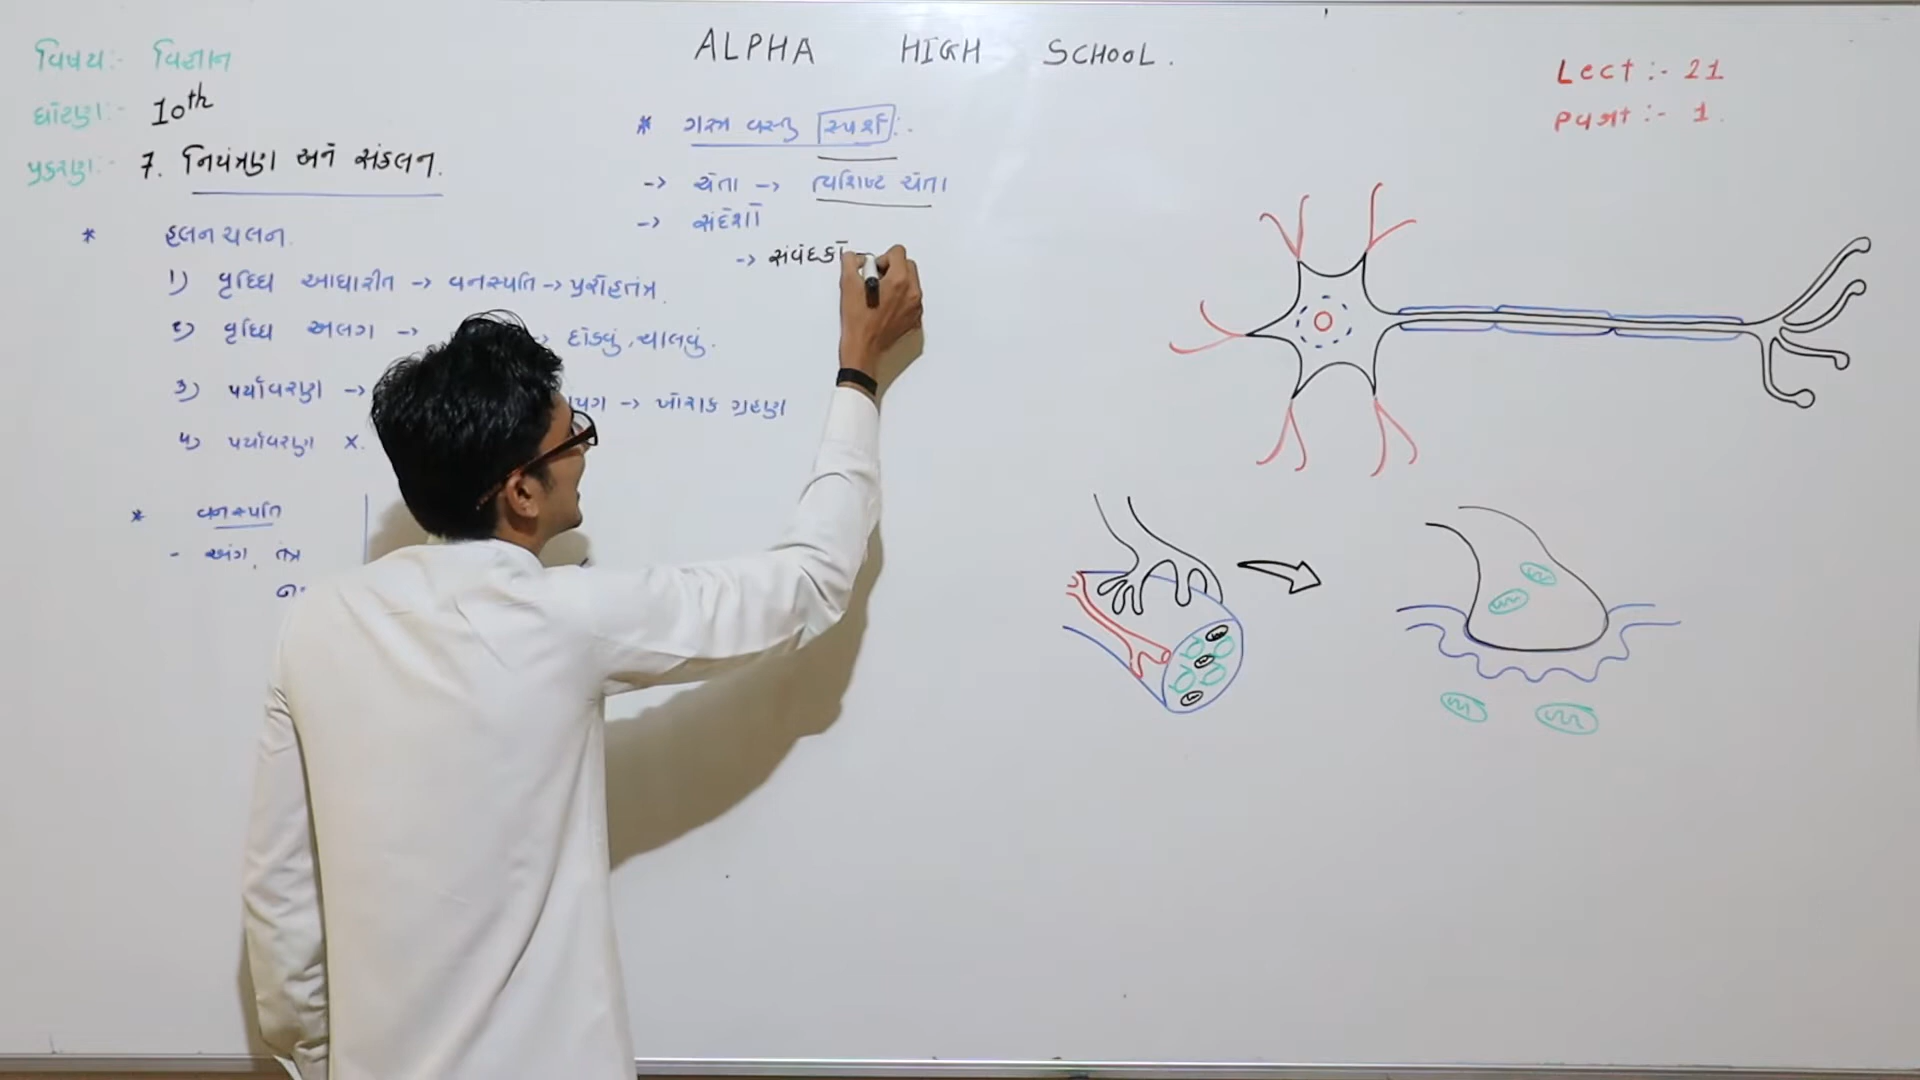 ALPHA HIGH SCHOOL.
વિષય:- વિજ્ઞાન
ધોરણ:- 10th
પ્રકરણ:- 7. નિયંત્રણ અને સંકલન.
* હલનચલન.
1) વૃધ્ધિ આધારીત -> વનસ્પતિ -> પ્રરોહતંત્ર.
2) વૃધ્ધિ અલગ -> -> દોડવું, ચાલવું.
3) પર્યાવરણ -> -> ખોરાક ગ્રહણ
4) પર્યાવરણ x.
* વનસ્પતિ
- અંગ, તંત્ર
* ગરમ વસ્તુ સ્પર્શ :-
-> ચેતા -> ચેતા
-> સંદેશો
-> સંવેદકો
Lect :- 21
Part :- 1.